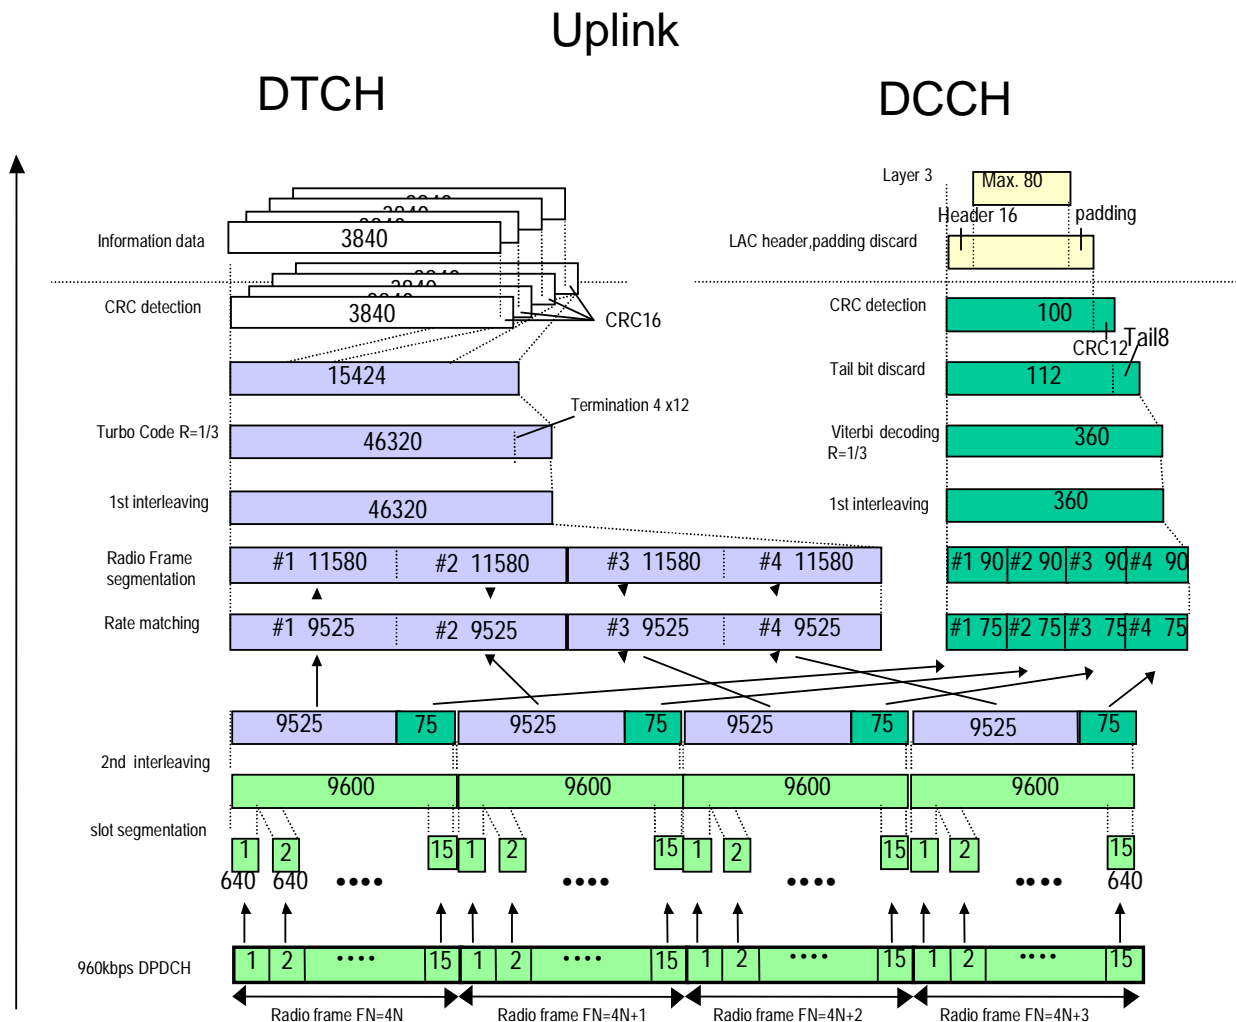 Uplink
DTCH
DCCH
Layer 3
Max. 80
Header 16
padding
Information data
3840
LAC header,padding discard
CRC detection
3840
CRC16
CRC detection
100
CRC12
Tail8
15424
Tail bit discard
112
Termination 4 x12
Turbo Code R=1/3
46320
Viterbi decoding
R=1/3
360
1st interleaving
46320
1st interleaving
360
Radio Frame
segmentation
#1 11580
#2 11580
#3 11580
#4 11580
#1 90
#2 90
#3 90
#4 90
Rate matching
#1 9525
#2 9525
#3 9525
#4 9525
#1 75
#2 75
#3 75
#4 75
9525
75
9525
75
9525
75
9525
75
2nd interleaving
9600
9600
9600
9600
slot segmentation
1
2
15
1
2
15
1
2
15
1
2
15
640
640
••••
••••
••••
••••
640
960kbps DPDCH
1
2
••••
15
1
2
••••
15
1
2
••••
15
1
2
••••
15
Radio frame FN=4N
Radio frame FN=4N+1
Radio frame FN=4N+2
Radio frame FN=4N+3